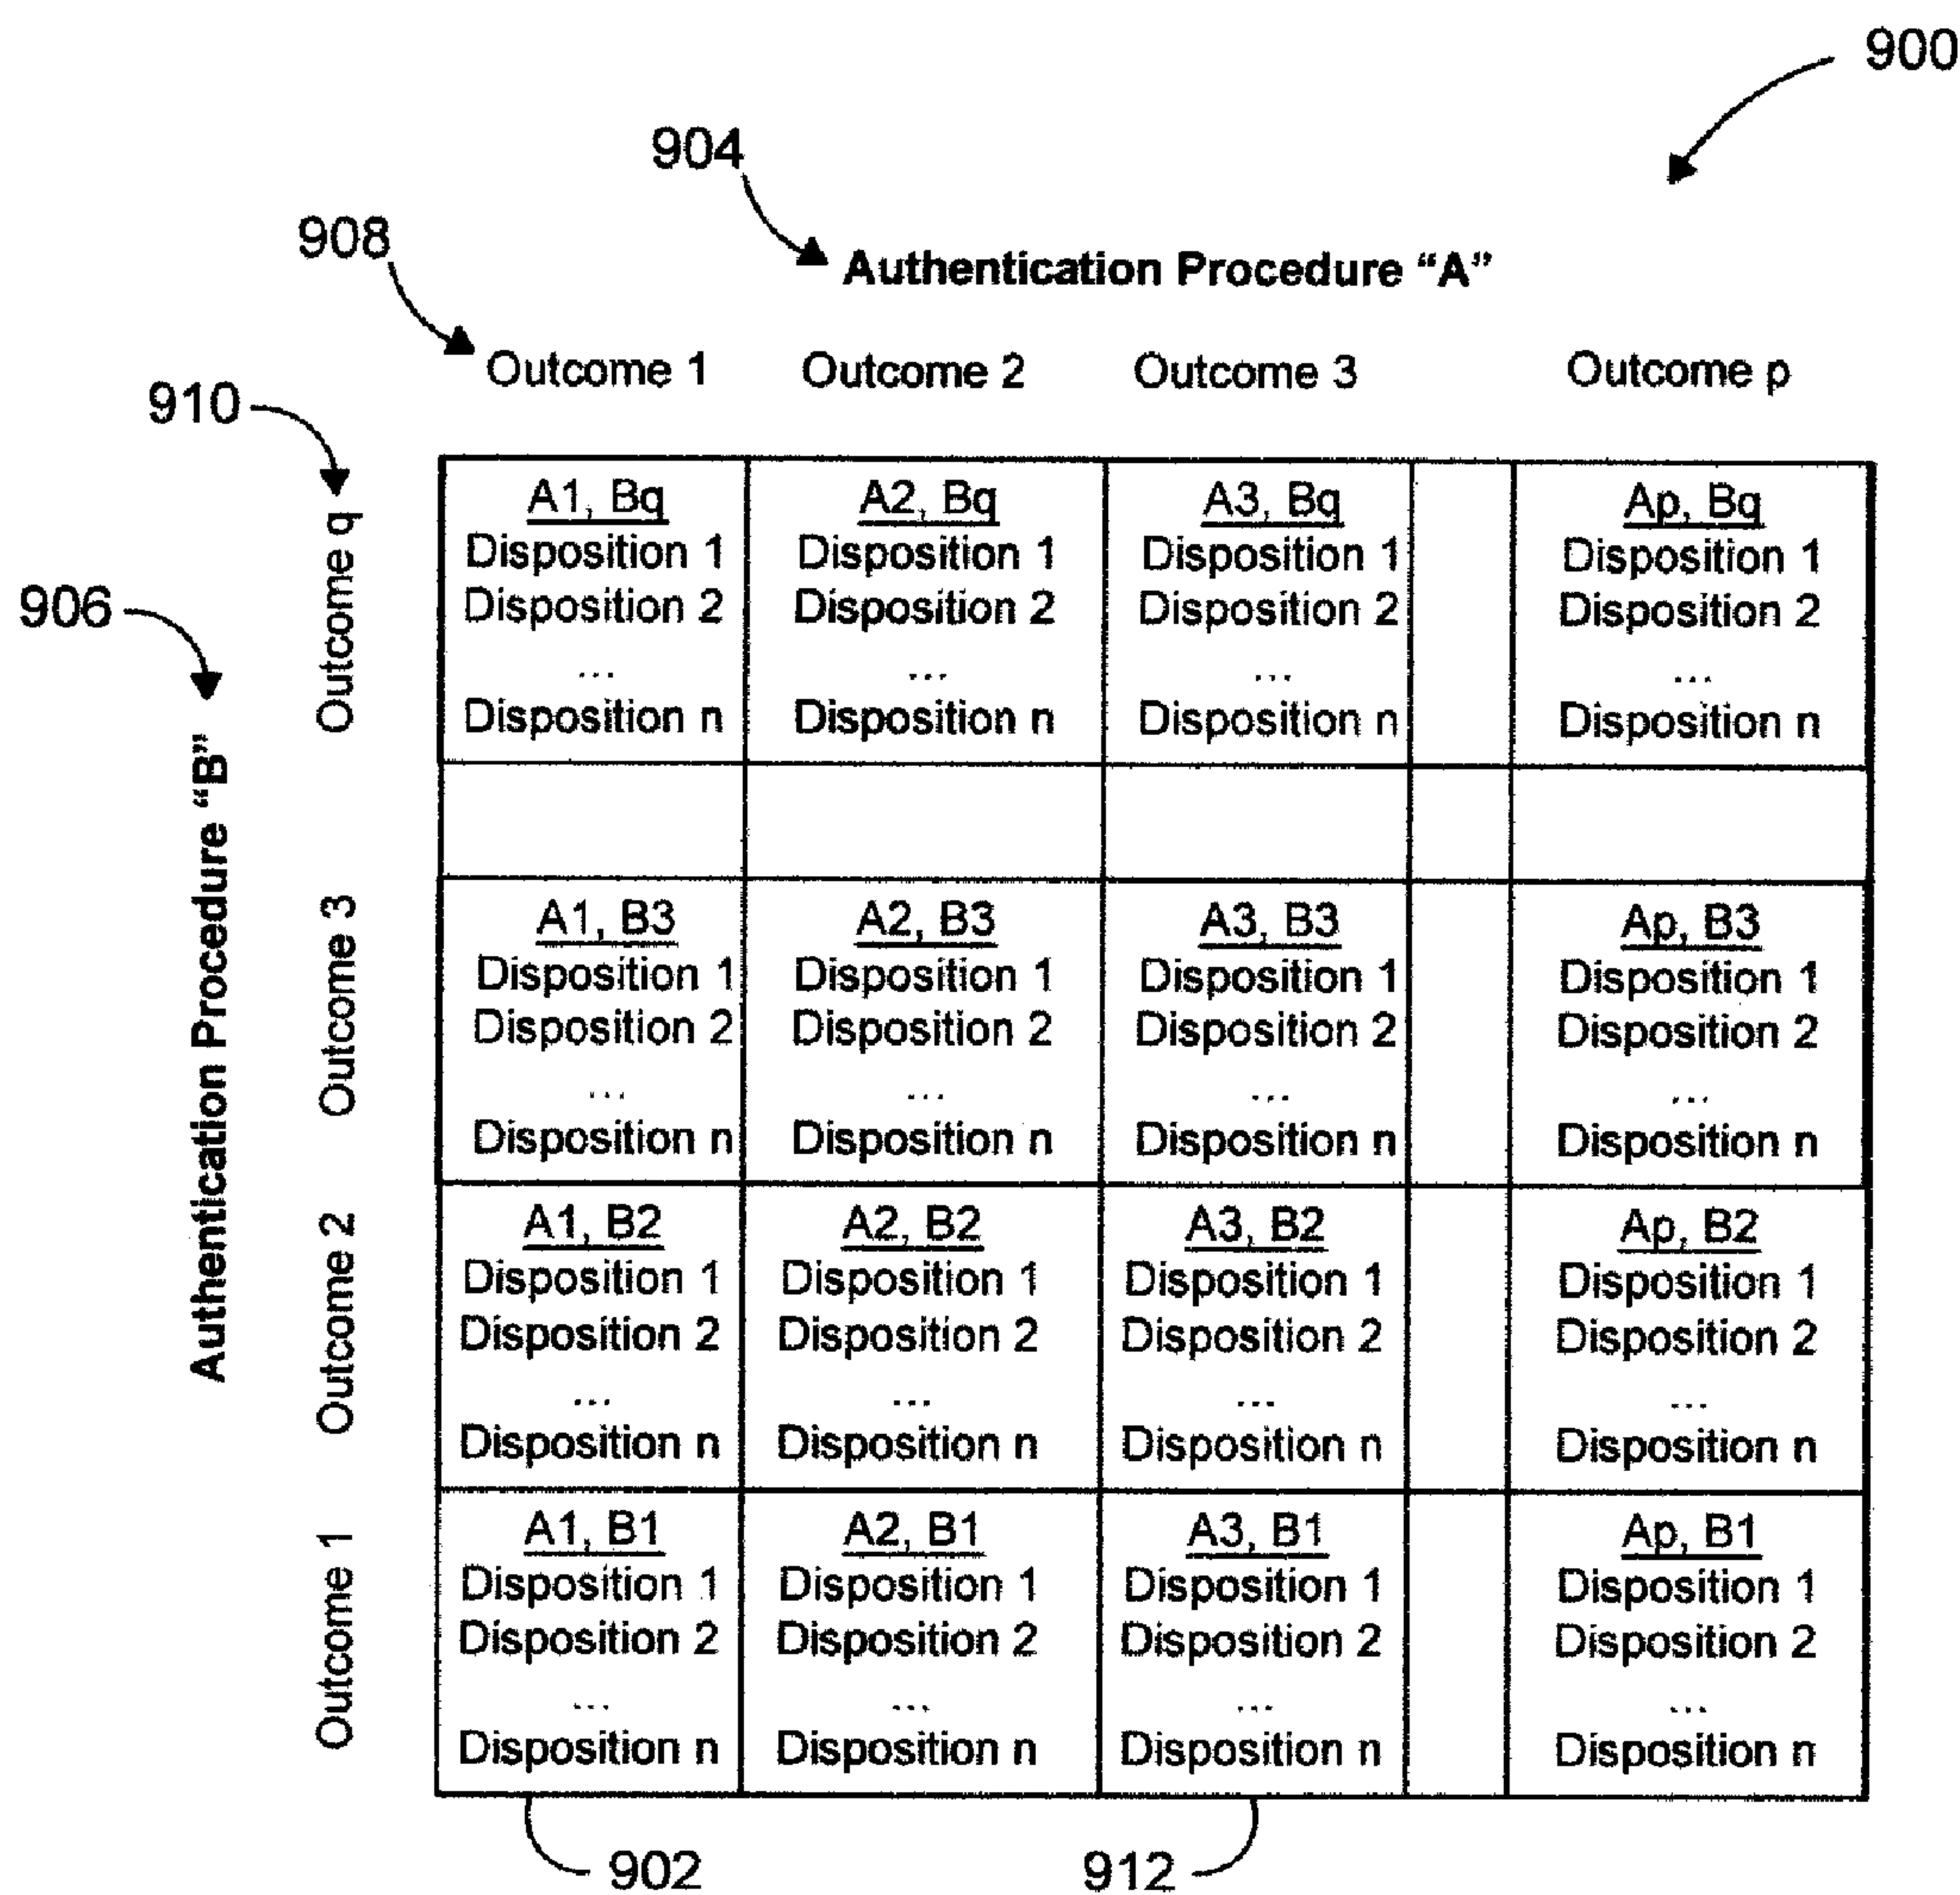 900
904
908
Authentication Procedure “A”
Outcome 1 Outcome 2 Outcome 3 Outcome p
910
906
Authentication Procedure “B”
Outcome q
A1, Bq A2, Bq A3, Bq Ap, Bq
Disposition 1 Disposition 1 Disposition 1 Disposition 1
Disposition 2 Disposition 2 Disposition 2 Disposition 2
... ... ... ...
Disposition n Disposition n Disposition n Disposition n
Outcome 3
A1, B3 A2, B3 A3, B3 Ap, B3
Disposition 1 Disposition 1 Disposition 1 Disposition 1
Disposition 2 Disposition 2 Disposition 2 Disposition 2
... ... ... ...
Disposition n Disposition n Disposition n Disposition n
Outcome 2
A1, B2 A2, B2 A3, B2 Ap, B2
Disposition 1 Disposition 1 Disposition 1 Disposition 1
Disposition 2 Disposition 2 Disposition 2 Disposition 2
... ... ... ...
Disposition n Disposition n Disposition n Disposition n
Outcome 1
A1, B1 A2, B1 A3, B1 Ap, B1
Disposition 1 Disposition 1 Disposition 1 Disposition 1
Disposition 2 Disposition 2 Disposition 2 Disposition 2
... ... ... ...
Disposition n Disposition n Disposition n Disposition n
902 912